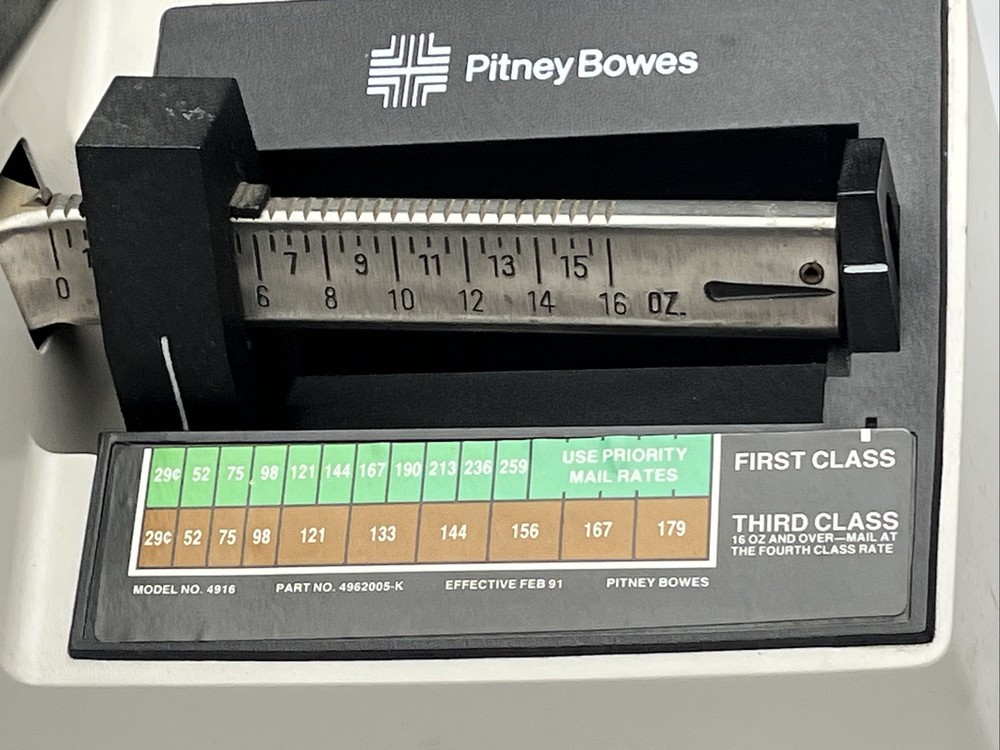 Pitney Bowes
7 9 11 13 15
0 6 8 10 12 14 16 OZ.
29¢ 52 75 98 121 144 167 190 213 236 259 USE PRIORITY
MAIL RATES
FIRST CLASS
29¢ 52 75 98 121 133 144 156 167 179
THIRD CLASS
16 OZ AND OVER—MAIL AT
THE FOURTH CLASS RATE
MODEL NO. 4916 PART NO. 4962005-K EFFECTIVE FEB 91 PITNEY BOWES